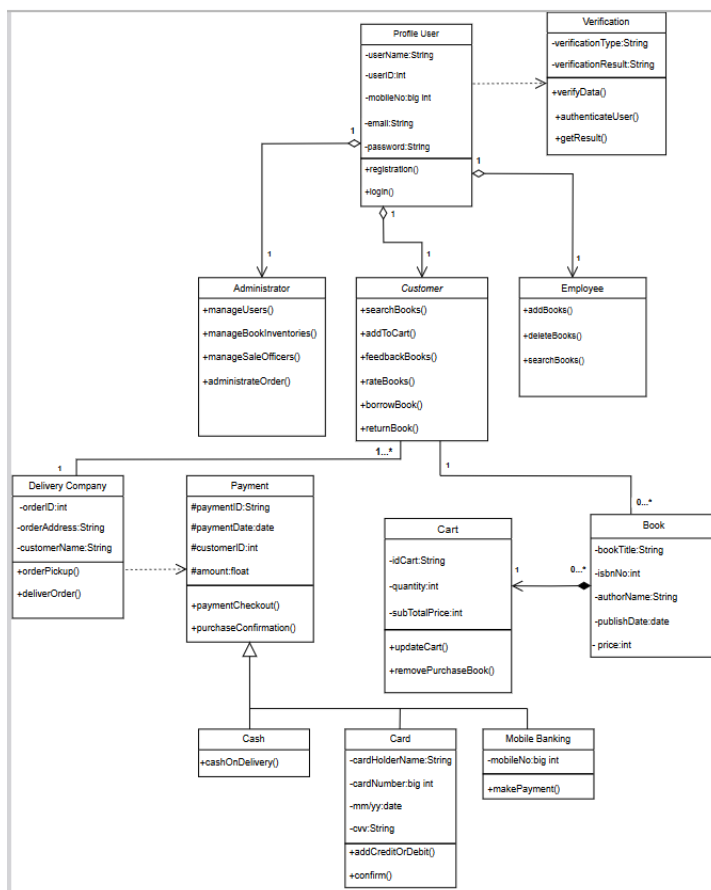 Profile User
-userName:String
-userID:int
-mobileNo:big int
-email:String
-password:String
+registration()
+login()
Verification
-verificationType:String
-verificationResult:String
+verifyData()
+authenticateUser()
+getResult()
1
1
1
1
1
1
Administrator
+manageUsers()
+manageBookInventories()
+manageSaleOfficers()
+administrateOrder()
Customer
+searchBooks()
+addToCart()
+feedbackBooks()
+rateBooks()
+borrowBook()
+returnBook()
Employee
+addBooks()
+deleteBooks()
+searchBooks()
1
1...*
1
0...*
Delivery Company
-orderID:int
-orderAddress:String
-customerName:String
+orderPickup()
+deliverOrder()
Payment
#paymentID:String
#paymentDate:date
#customerID:int
#amount:float
+paymentCheckout()
+purchaseConfirmation()
Cart
-idCart:String
-quantity:int
-subTotalPrice:int
+updateCart()
+removePurchaseBook()
1
0...*
Book
-bookTitle:String
-isbnNo:int
-authorName:String
-publishDate:date
- price:int
Cash
+cashOnDelivery()
Card
-cardHolderName:String
-cardNumber:big int
-mm/yy:date
-cvv:String
+addCreditOrDebit()
+confirm()
Mobile Banking
-mobileNo:big int
+makePayment()